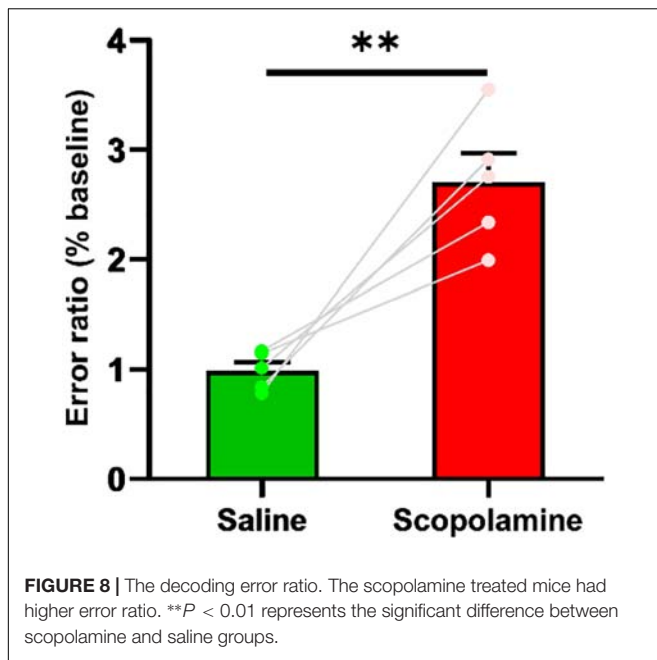 **
4
3
2
1
0
Error ratio (% baseline)
Saline Scopolamine
FIGURE 8 | The decoding error ratio. The scopolamine treated mice had
higher error ratio. **P < 0.01 represents the significant difference between
scopolamine and saline groups.